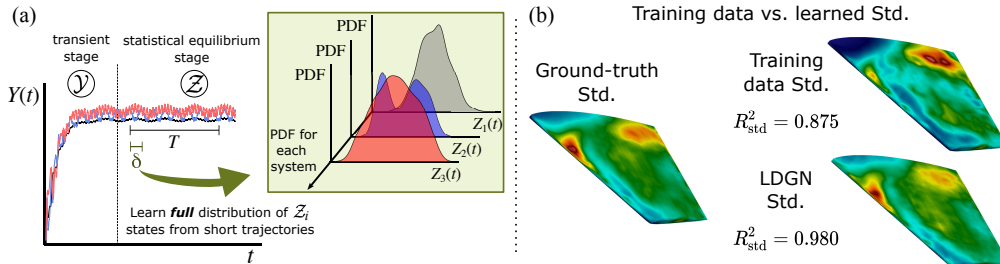 (a)
transient
stage
𝒴
statistical equilibrium
stage
𝒵
Y(t)
T
δ
Learn full distribution of 𝒵ᵢ
states from short trajectories
t
PDF
PDF
PDF
PDF for
each
system
Z₁(t)
Z₂(t)
Z₃(t)
(b)
Training data vs. learned Std.
Ground-truth
Std.
Training
data Std.
R²std = 0.875
LDGN
Std.
R²std = 0.980